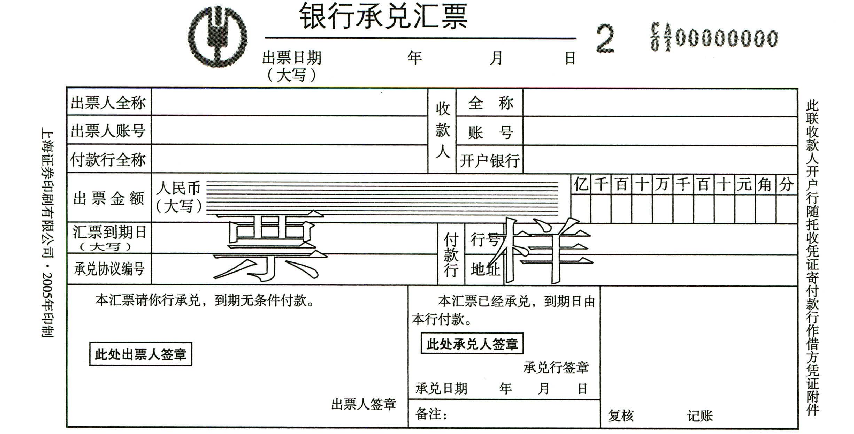 银行承兑汇票
出票日期
(大写)
年 月 日
2
CA
01
00000000
出票人全称
出票人账号
付款行全称
收款人
全 称
账 号
开户银行
出票金额
人民币
(大写)
亿千百十万千百十元角分
汇票到期日
(大写)
承兑协议编号
付款行
行号
地址
票样
本汇票请你行承兑,到期无条件付款。
此处出票人签章
出票人签章
本汇票已经承兑,到期日由
本行付款。
此处承兑人签章
承兑行签章
承兑日期 年 月 日
备注:
复核 记账
上海证券印制有限公司·2005年印制
此联收款人开户行随托收凭证寄付款行作借方凭证附件